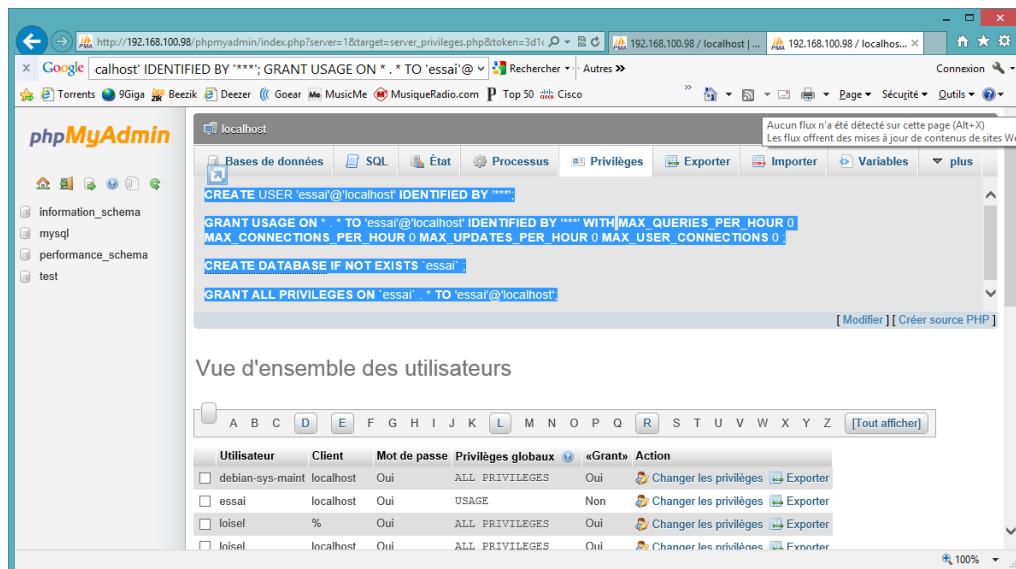 http://192.168.100.98/phpmyadmin/index.php?server=1&target=server_privileges.php&token=3d1c
192.168.100.98 / localhost | ...
192.168.100.98 / localhos...
Google
calhost' IDENTIFIED BY '***'; GRANT USAGE ON * . * TO 'essai'@
Rechercher
Autres »
Connexion
Torrents
9Giga
Beezik
Deezer
Goear
MusicMe
MusiqueRadio.com
Top 50
Cisco
Page
Sécurité
Outils
Aucun flux n'a été détecté sur cette page (Alt+X)
Les flux offrent des mises à jour de contenus de sites We
phpMyAdmin
information_schema
mysql
performance_schema
test
localhost
Bases de données
SQL
État
Processus
Privilèges
Exporter
Importer
Variables
plus
CREATE USER 'essai'@'localhost' IDENTIFIED BY '***';
GRANT USAGE ON * . * TO 'essai'@'localhost' IDENTIFIED BY '***' WITH MAX_QUERIES_PER_HOUR 0
MAX_CONNECTIONS_PER_HOUR 0 MAX_UPDATES_PER_HOUR 0 MAX_USER_CONNECTIONS 0 ;
CREATE DATABASE IF NOT EXISTS `essai` ;
GRANT ALL PRIVILEGES ON `essai` . * TO 'essai'@'localhost';
[ Modifier ] [ Créer source PHP ]
Vue d'ensemble des utilisateurs
A B C D E F G H I J K L M N O P Q R S T U V W X Y Z [Tout afficher]
Utilisateur Client Mot de passe Privilèges globaux «Grant» Action
debian-sys-maint localhost Oui ALL PRIVILEGES Oui Changer les privilèges Exporter
essai localhost Oui USAGE Non Changer les privilèges Exporter
loisel % Oui ALL PRIVILEGES Oui Changer les privilèges Exporter
loisel localhost Oui ALL PRIVILEGES Oui Changer les privilèges Exporter
100%